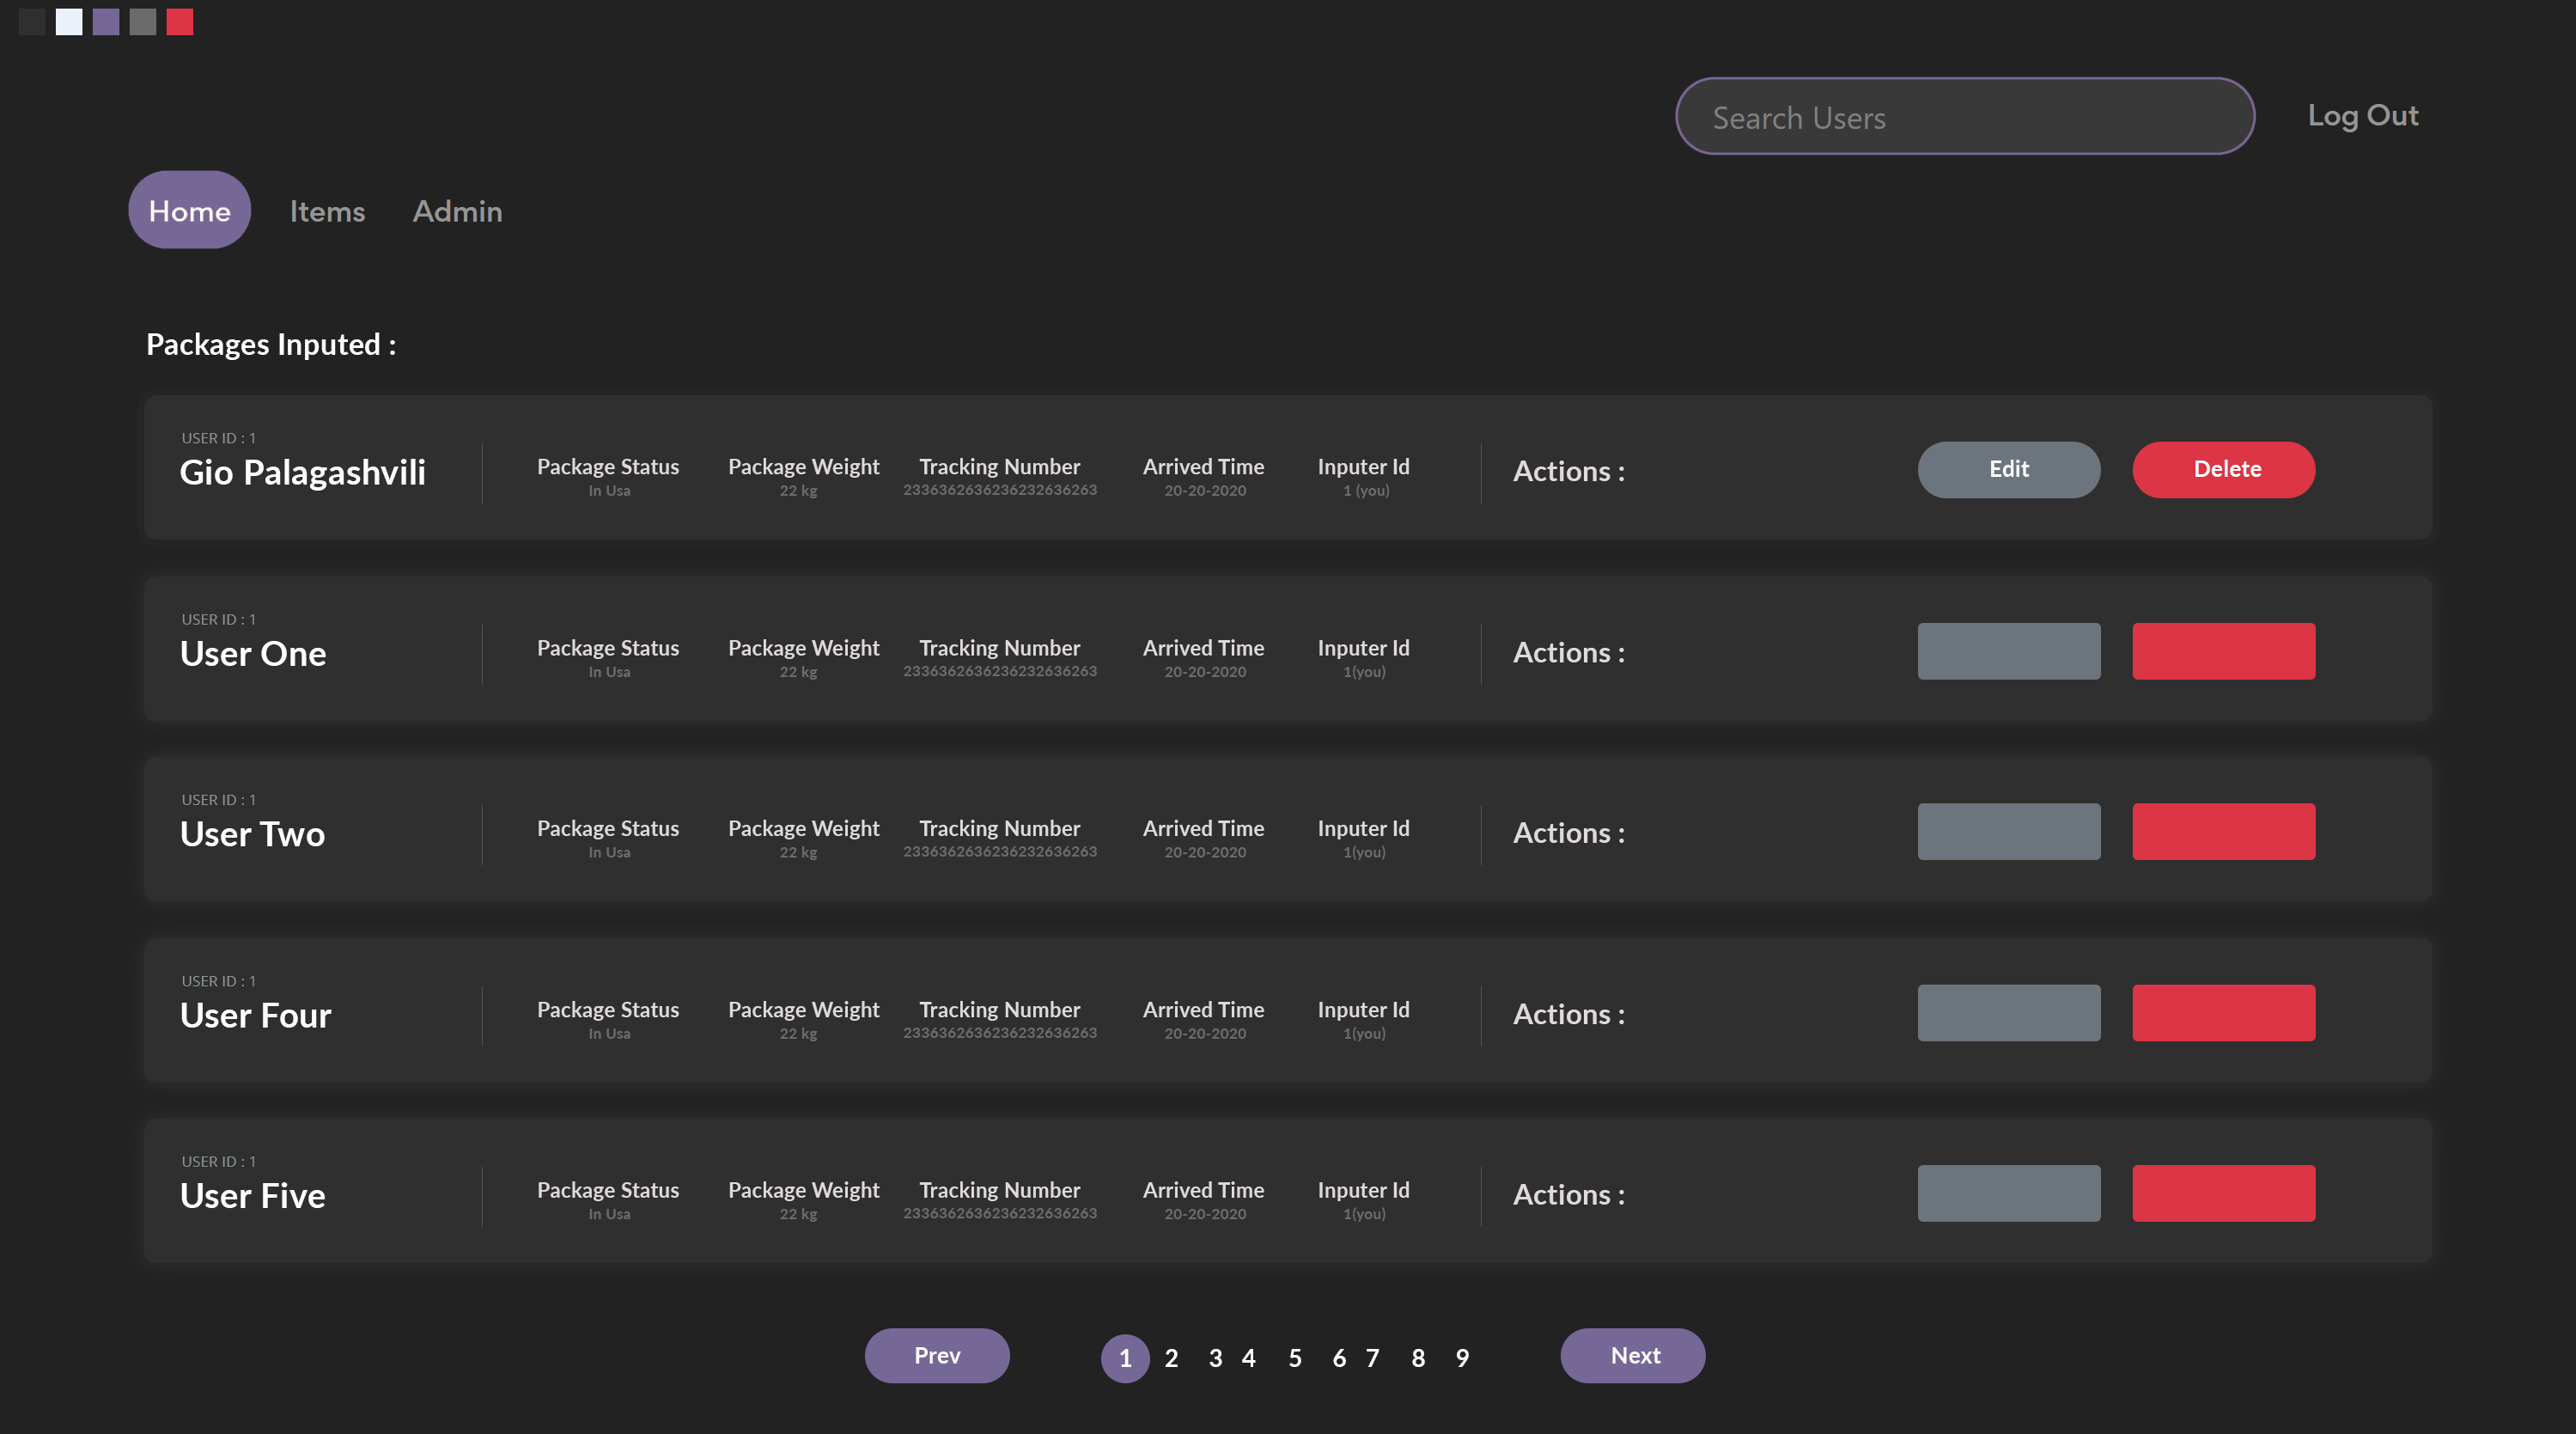 Search Users
Log Out
Home Items Admin
Packages Inputed :
USER ID : 1
Gio Palagashvili
Package Status Package Weight Tracking Number Arrived Time Inputer Id
In Usa 22 kg 23363626362362326362​63 20-20-2020 1 (you)
Actions :
Edit Delete
USER ID : 1
User One
Package Status Package Weight Tracking Number Arrived Time Inputer Id
In Usa 22 kg 2336362636236232636263 20-20-2020 1(you)
Actions :
USER ID : 1
User Two
Package Status Package Weight Tracking Number Arrived Time Inputer Id
In Usa 22 kg 2336362636236232636263 20-20-2020 1(you)
Actions :
USER ID : 1
User Four
Package Status Package Weight Tracking Number Arrived Time Inputer Id
In Usa 22 kg 2336362636236232636263 20-20-2020 1(you)
Actions :
USER ID : 1
User Five
Package Status Package Weight Tracking Number Arrived Time Inputer Id
In Usa 22 kg 2336362636236232636263 20-20-2020 1(you)
Actions :
Prev 1 2 3 4 5 6 7 8 9 Next